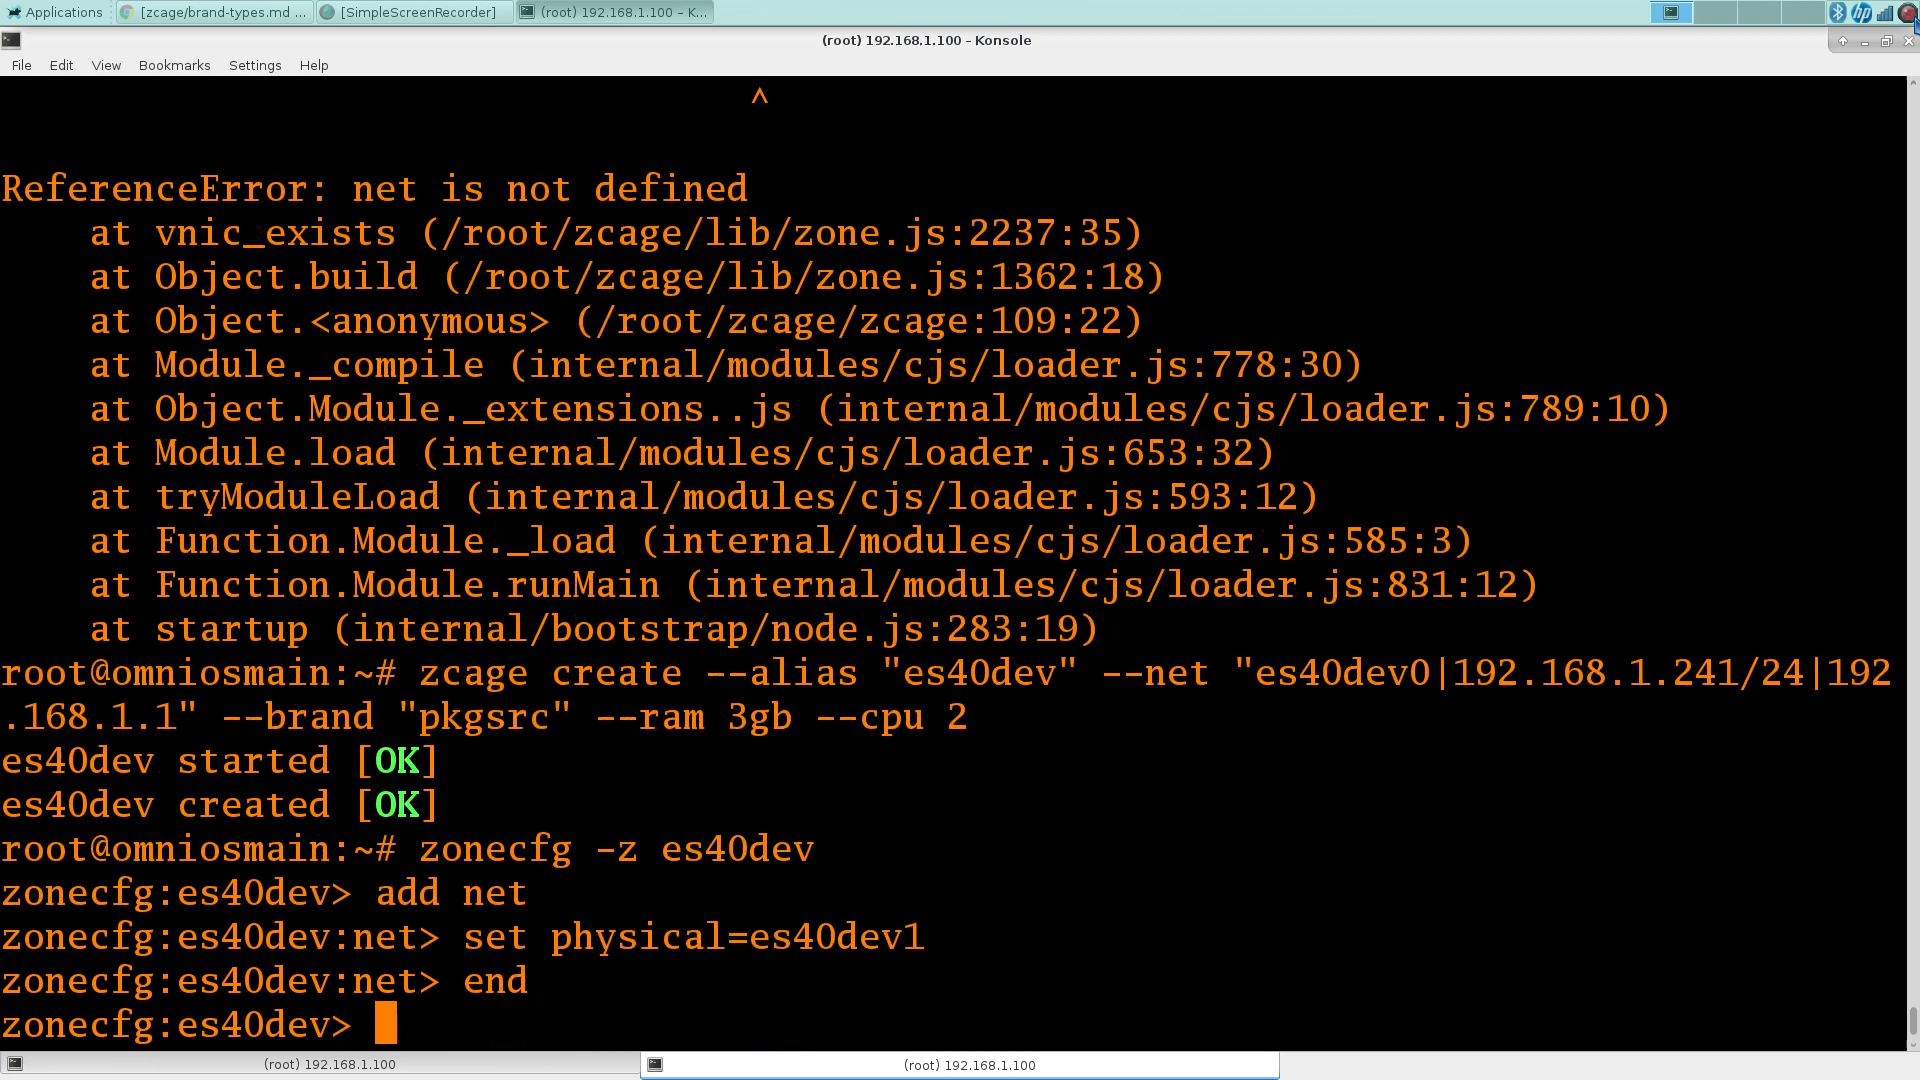 Applications [zcage/brand-types.md ... [SimpleScreenRecorder] (root) 192.168.1.100 – K...
(root) 192.168.1.100 – Konsole
File Edit View Bookmarks Settings Help
^
ReferenceError: net is not defined
at vnic_exists (/root/zcage/lib/zone.js:2237:35)
at Object.build (/root/zcage/lib/zone.js:1362:18)
at Object.<anonymous> (/root/zcage/zcage:109:22)
at Module._compile (internal/modules/cjs/loader.js:778:30)
at Object.Module._extensions..js (internal/modules/cjs/loader.js:789:10)
at Module.load (internal/modules/cjs/loader.js:653:32)
at tryModuleLoad (internal/modules/cjs/loader.js:593:12)
at Function.Module._load (internal/modules/cjs/loader.js:585:3)
at Function.Module.runMain (internal/modules/cjs/loader.js:831:12)
at startup (internal/bootstrap/node.js:283:19)
root@omniosmain:~# zcage create --alias "es40dev" --net "es40dev0|192.168.1.241/24|192
.168.1.1" --brand "pkgsrc" --ram 3gb --cpu 2
es40dev started [OK]
es40dev created [OK]
root@omniosmain:~# zonecfg -z es40dev
zonecfg:es40dev> add net
zonecfg:es40dev:net> set physical=es40dev1
zonecfg:es40dev:net> end
zonecfg:es40dev>
(root) 192.168.1.100 (root) 192.168.1.100